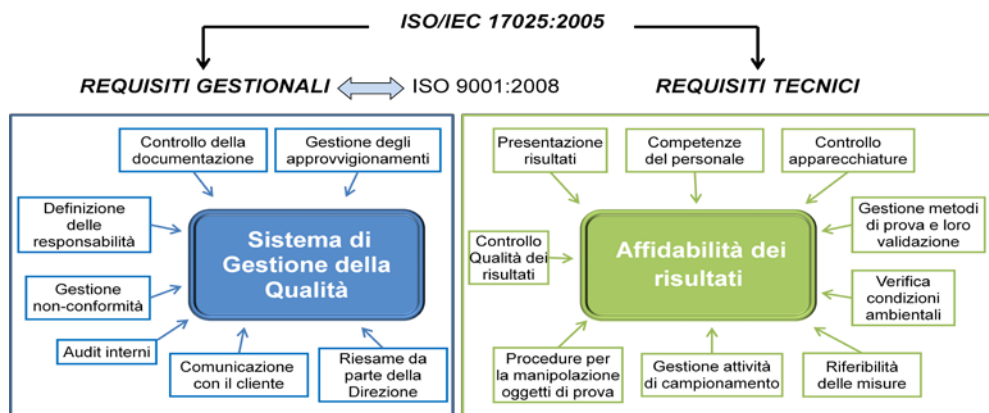 ISO/IEC 17025:2005
REQUISITI GESTIONALI
ISO 9001:2008
REQUISITI TECNICI
Controllo della
documentazione
Gestione degli
approvvigionamenti
Definizione
delle
responsabilità
Sistema di
Gestione della
Qualità
Gestione
non-conformità
Audit interni
Comunicazione
con il cliente
Riesame da
parte della
Direzione
Presentazione
risultati
Competenze
del personale
Controllo
apparecchiature
Controllo
Qualità dei
risultati
Affidabilità dei
risultati
Gestione metodi
di prova e loro
validazione
Verifica
condizioni
ambientali
Procedure per
la manipolazione
oggetti di prova
Gestione attività
di campionamento
Riferibilità
delle misure